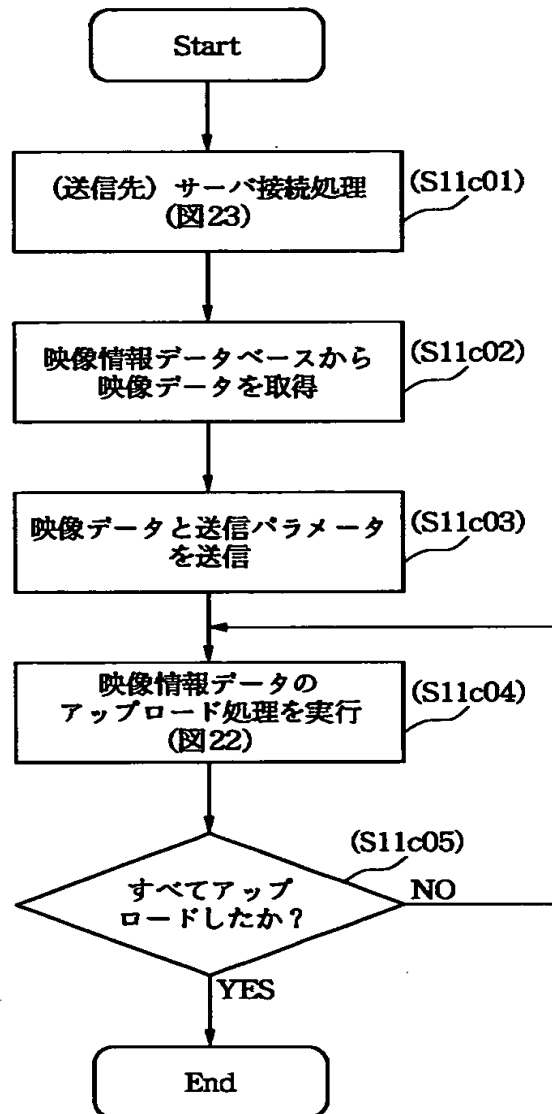 Start
(送信先) サーバ接続処理
(図23)
(S11c01)
映像情報データベースから
映像データを取得
(S11c02)
映像データと送信パラメータ
を送信
(S11c03)
映像情報データの
アップロード処理を実行
(図22)
(S11c04)
(S11c05)
すべてアップ
ロードしたか？
NO
YES
End